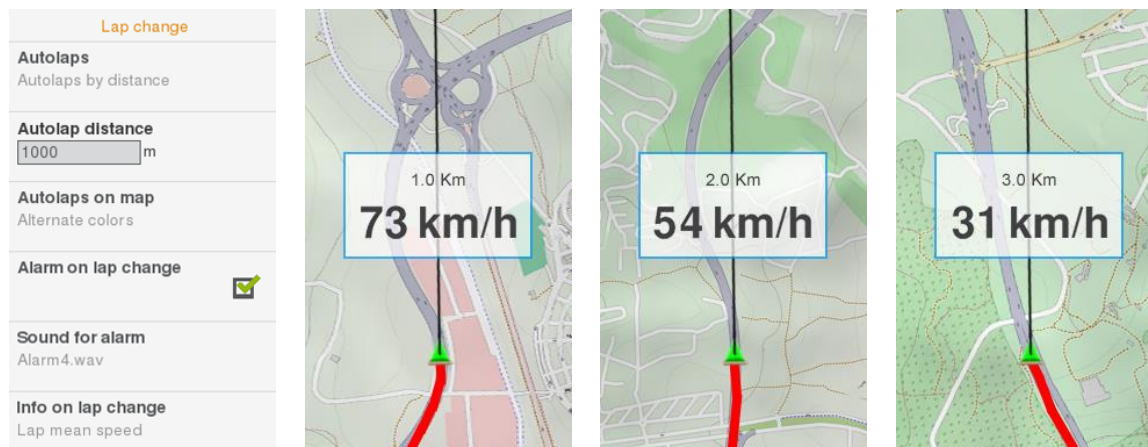 Lap change
Autolaps
Autolaps by distance
Autolap distance
1000 m
Autolaps on map
Alternate colors
Alarm on lap change
Sound for alarm
Alarm4.wav
Info on lap change
Lap mean speed
1.0 Km
73 km/h
2.0 Km
54 km/h
3.0 Km
31 km/h